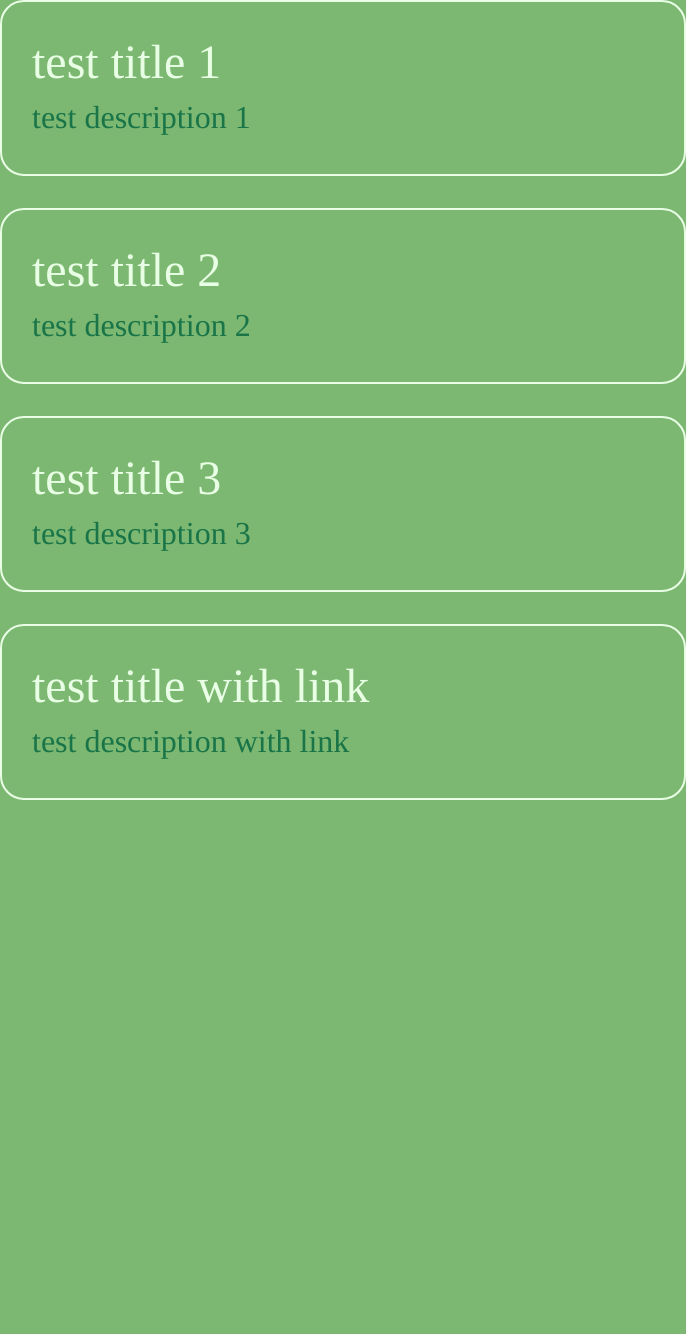 test title 1
test description 1
test title 2
test description 2
test title 3
test description 3
test title with link
test description with link